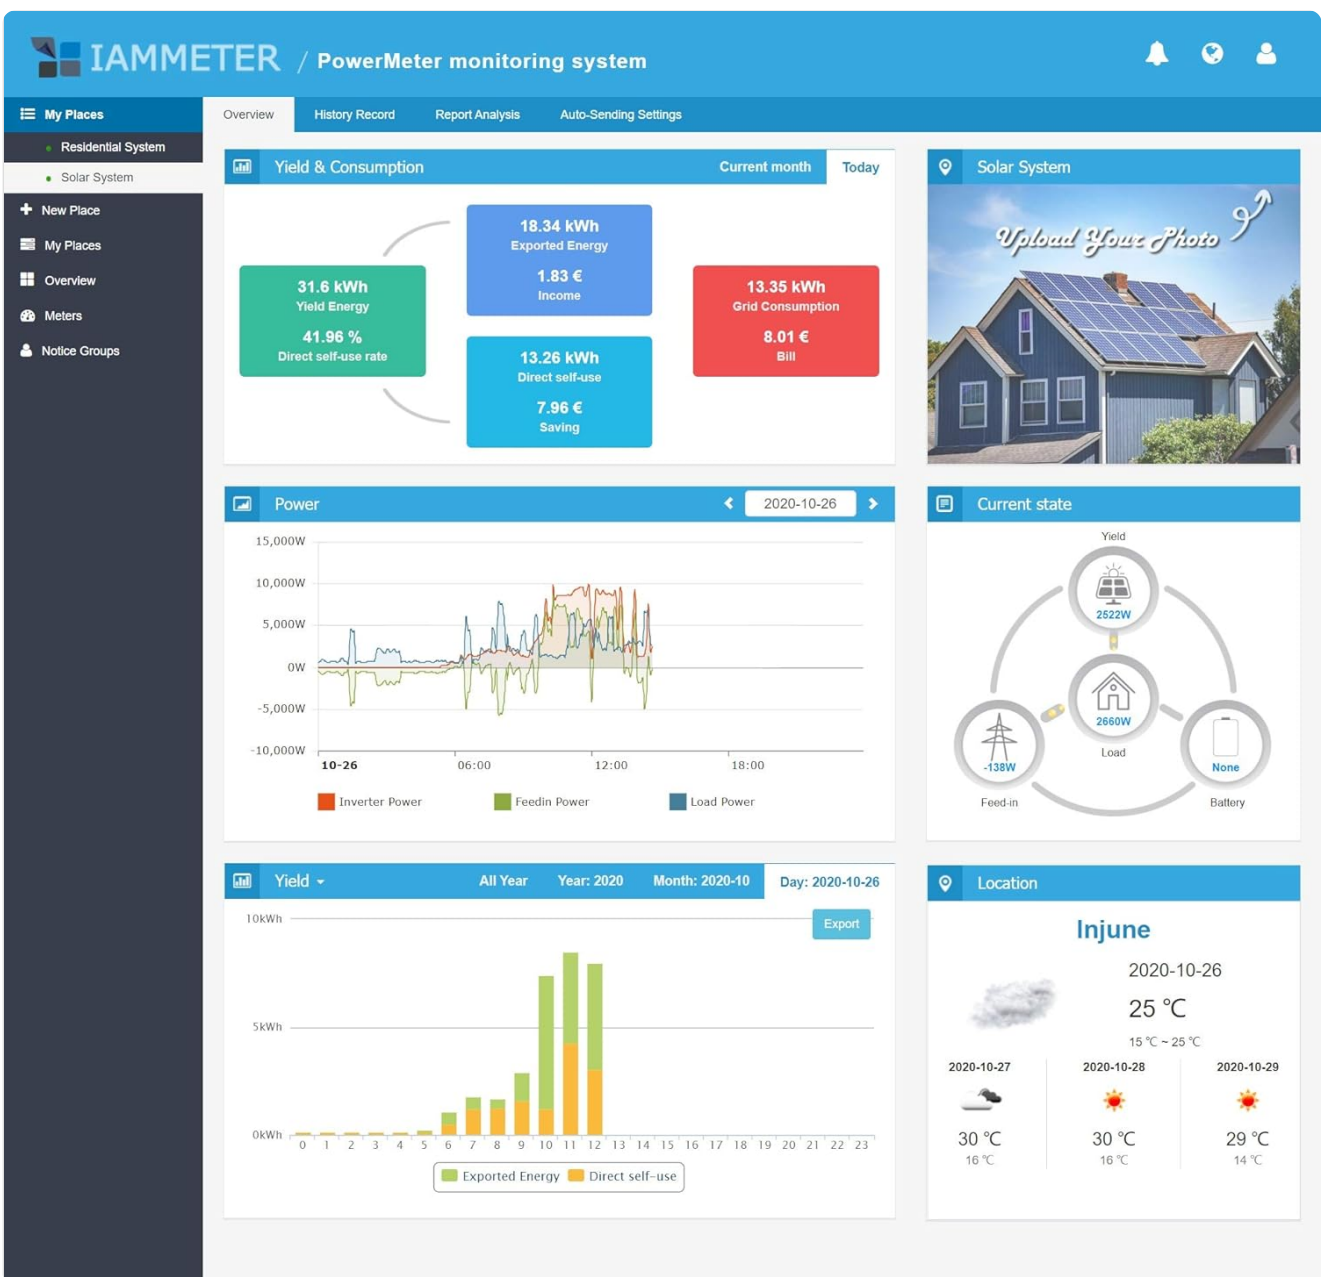 IAMMETER / PowerMeter monitoring system
My Places
Residential System
Solar System
New Place
My Places
Overview
Meters
Notice Groups
Overview History Record Report Analysis Auto-Sending Settings
Yield & Consumption Current month Today
31.6 kWh
Yield Energy
41.96 %
Direct self-use rate
18.34 kWh
Exported Energy
1.83 €
Income
13.26 kWh
Direct self-use
7.96 €
Saving
13.35 kWh
Grid Consumption
8.01 €
Bill
Solar System
Upload Your Photo
Power 2020-10-26
15,000W
10,000W
5,000W
0W
-5,000W
-10,000W
10-26 06:00 12:00 18:00
Inverter Power Feedin Power Load Power
Current state
Yield
2522W
2660W
Load
-138W
Feed-in
None
Battery
Yield All Year Year: 2020 Month: 2020-10 Day: 2020-10-26
Export
10kWh
5kWh
0kWh
0 1 2 3 4 5 6 7 8 9 10 11 12 13 14 15 16 17 18 19 20 21 22 23
Exported Energy Direct self-use
Location
Injune
2020-10-26
25 ℃
15 ℃ ~ 25 ℃
2020-10-27 2020-10-28 2020-10-29
30 ℃ 30 ℃ 29 ℃
16 ℃ 16 ℃ 14 ℃